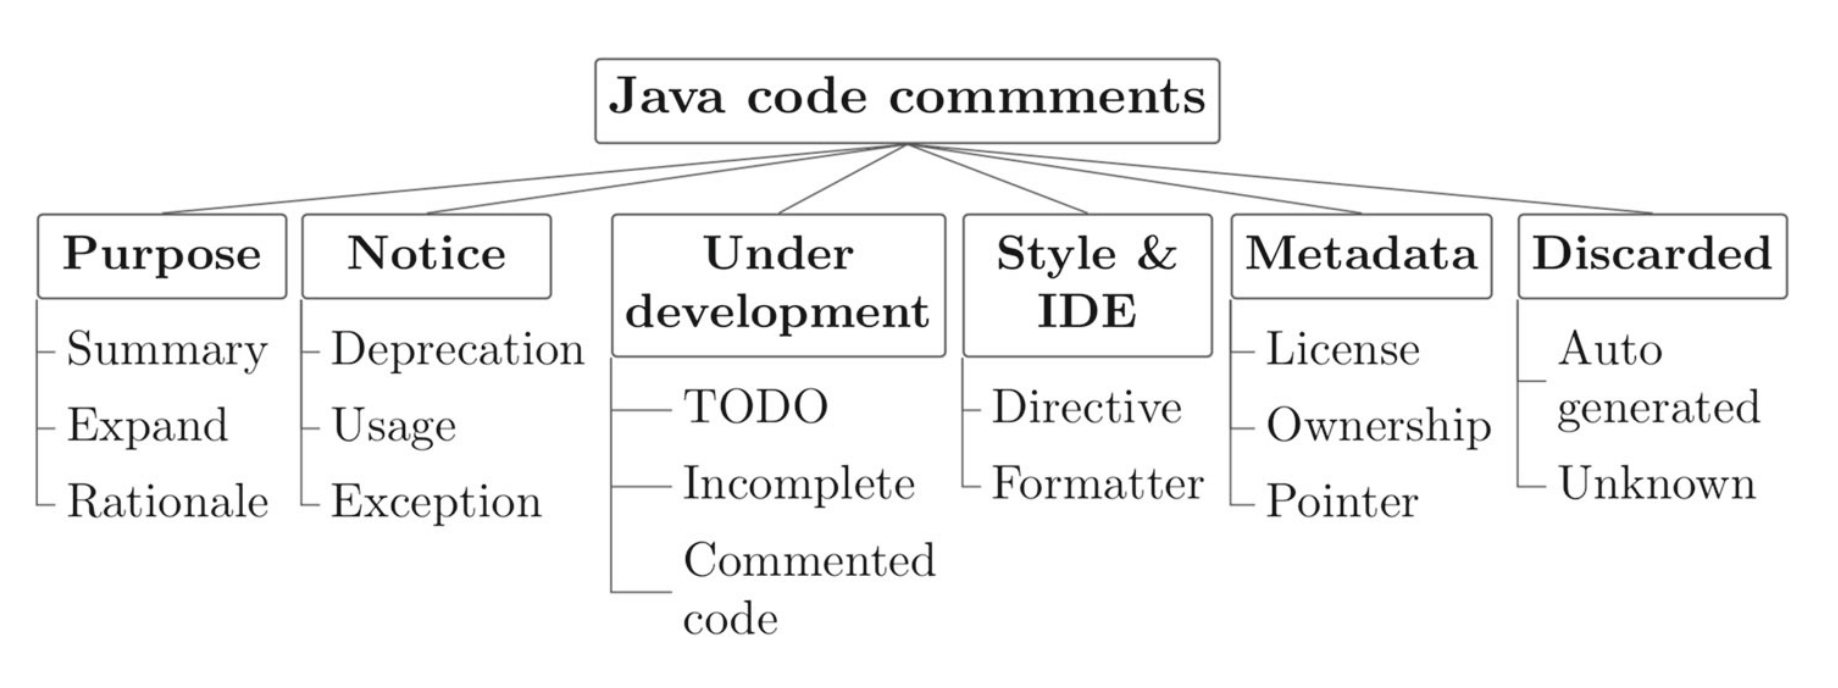 Java code commments
Purpose
Summary
Expand
Rationale
Notice
Deprecation
Usage
Exception
Under
development
TODO
Incomplete
Commented
code
Style &
IDE
Directive
Formatter
Metadata
License
Ownership
Pointer
Discarded
Auto
generated
Unknown